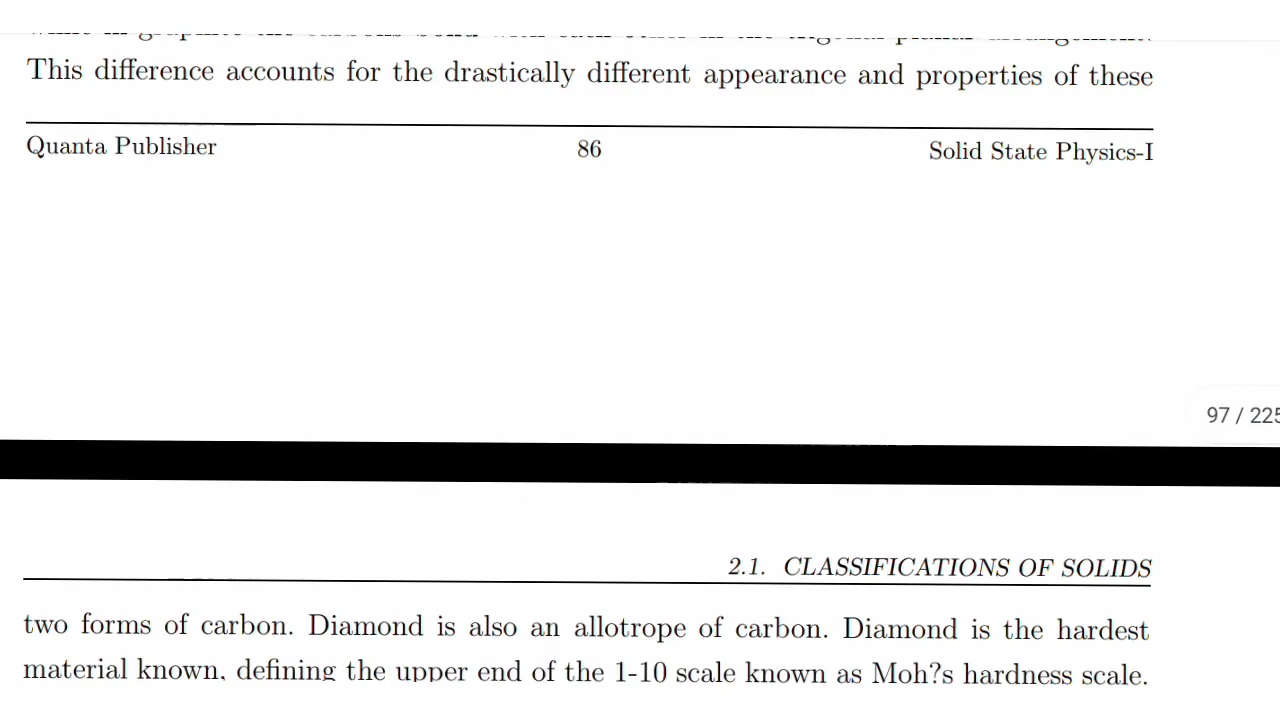 This difference accounts for the drastically different appearance and properties of these
Quanta Publisher 86 Solid State Physics-I
97 / 225
2.1. CLASSIFICATIONS OF SOLIDS
two forms of carbon. Diamond is also an allotrope of carbon. Diamond is the hardest
material known, defining the upper end of the 1-10 scale known as Moh?s hardness scale.